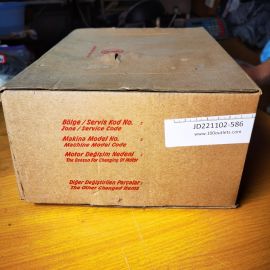 Bölge / Servis Kod No. :
Zone / Service Code
Makina Model No. :
Machine Model Code
Motor Değişim Nedeni :
The Reason For Changing Of Motor
Diğer Değiştirilen Parçalar :
The Other Changed Items
JD221102-586
www.100outlets.com